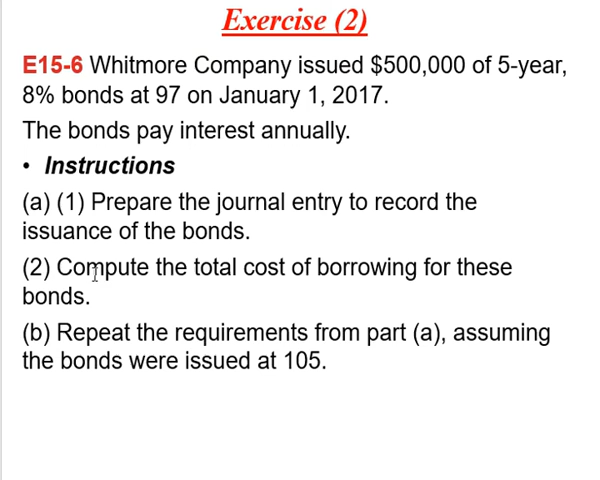 Exercise (2)
E15-6 Whitmore Company issued $500,000 of 5-year,
8% bonds at 97 on January 1, 2017.
The bonds pay interest annually.
• Instructions
(a) (1) Prepare the journal entry to record the
issuance of the bonds.
(2) Compute the total cost of borrowing for these
bonds.
(b) Repeat the requirements from part (a), assuming
the bonds were issued at 105.